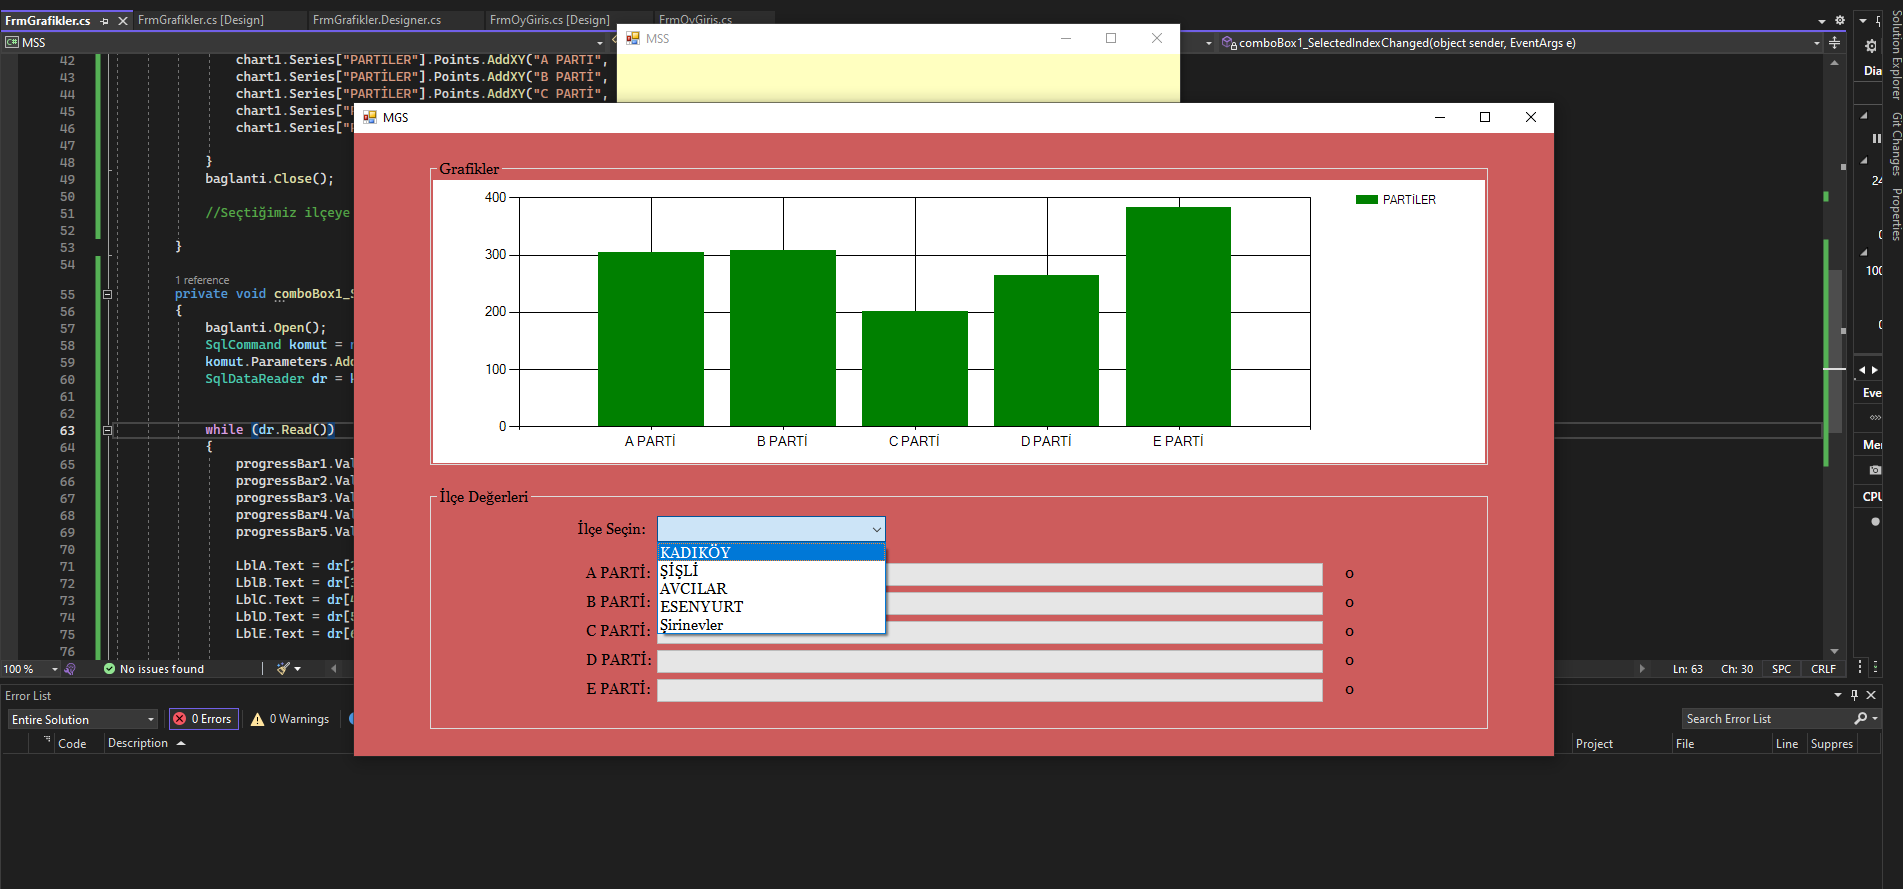 FrmGrafikler.cs
FrmGrafikler.cs [Design]
FrmGrafikler.Designer.cs
FrmOyGiris.cs [Design]
FrmOyGiris.cs
C# MSS
MSS
comboBox1_SelectedIndexChanged(object sender, EventArgs e)
42 chart1.Series["PARTİLER"].Points.AddXY("A PARTİ",
43 chart1.Series["PARTİLER"].Points.AddXY("B PARTİ",
44 chart1.Series["PARTİLER"].Points.AddXY("C PARTİ",
45 chart1.Series["
46 chart1.Series["
47
48 }
49 baglanti.Close();
50
51 //Seçtiğimiz ilçeye
52
53 }
54
1 reference
55 private void comboBox1_
56 {
57 baglanti.Open();
58 SqlCommand komut =
59 komut.Parameters.Add
60 SqlDataReader dr =
61
62
63 while (dr.Read())
64 {
65 progressBar1.Val
66 progressBar2.Val
67 progressBar3.Val
68 progressBar4.Val
69 progressBar5.Val
70
71 LblA.Text = dr[2
72 LblB.Text = dr[3
73 LblC.Text = dr[4
74 LblD.Text = dr[5
75 LblE.Text = dr[6
76
MGS
Grafikler
400
300
200
100
0
A PARTİ
B PARTİ
C PARTİ
D PARTİ
E PARTİ
PARTİLER
İlçe Değerleri
İlçe Seçin:
KADIKÖY
ŞİŞLİ
AVCILAR
ESENYURT
Şirinevler
A PARTİ: 0
B PARTİ: 0
C PARTİ: 0
D PARTİ: 0
E PARTİ: 0
Solution Explorer
Git Changes
Properties
Dia
24
0
100
0
Eve
Me
CPU
100 %
No issues found
Ln: 63
Ch: 30
SPC
CRLF
Error List
Entire Solution
0 Errors
0 Warnings
Search Error List
Code
Description
Project
File
Line
Suppres